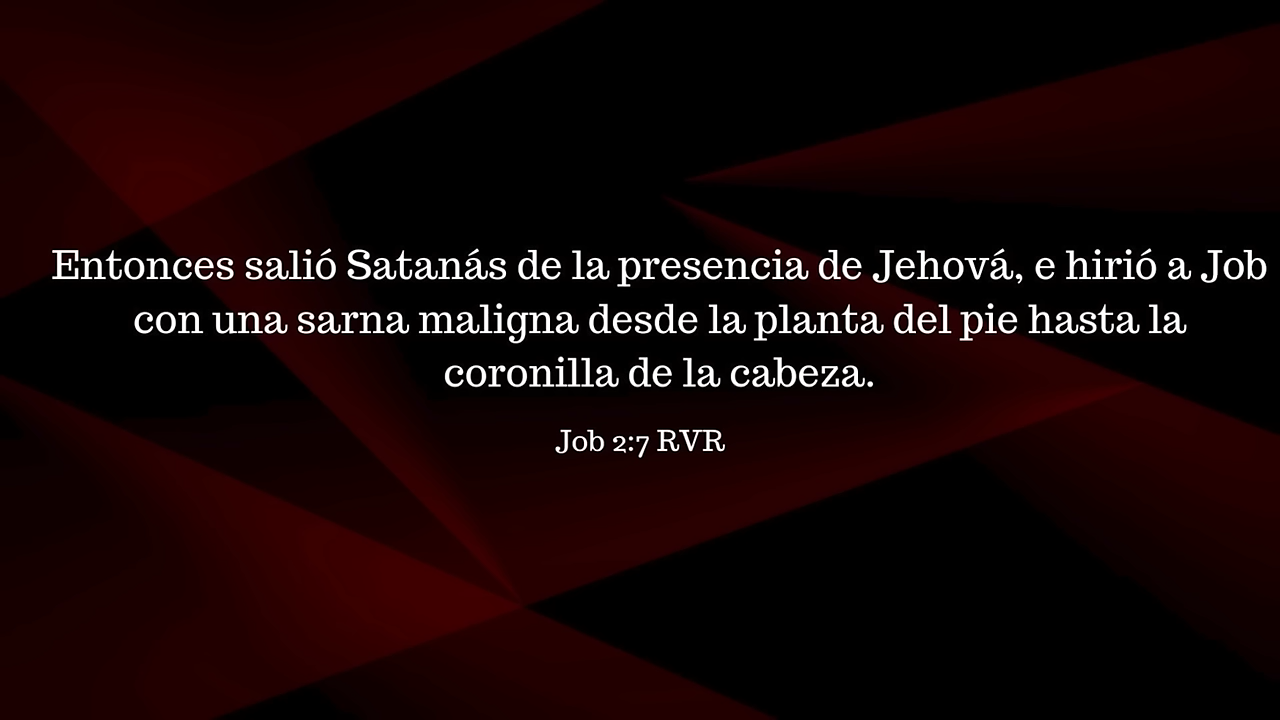 Entonces salió Satanás de la presencia de Jehová, e hirió a Job
con una sarna maligna desde la planta del pie hasta la
coronilla de la cabeza.
Job 2:7 RVR